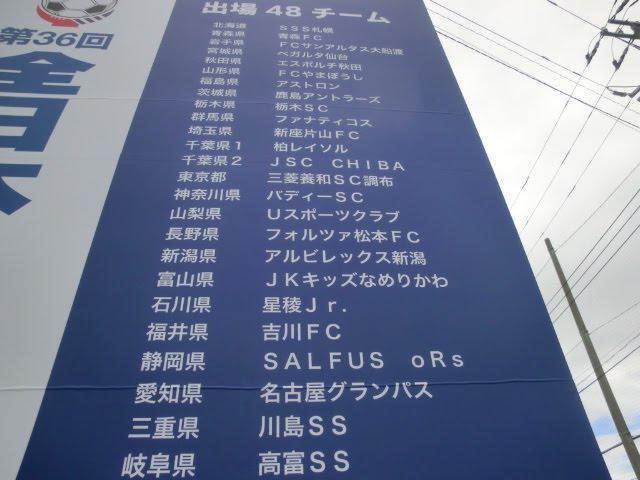 第36回
全日本
出場 48 チーム
北海道 SSS札幌
青森県 青森FC
岩手県 FCサンアルタス大船渡
宮城県 ベガルタ仙台
秋田県 エスポルチ秋田
山形県 FCやまぼうし
福島県 アストロン
茨城県 鹿島アントラーズ
栃木県 栃木SC
群馬県 ファナティコス
埼玉県 新座片山FC
千葉県1 柏レイソル
千葉県2 JSC CHIBA
東京都 三菱養和SC調布
神奈川県 バディーSC
山梨県 Uスポーツクラブ
長野県 フォルツァ松本FC
新潟県 アルビレックス新潟
富山県 JKキッズなめりかわ
石川県 星稜Jr.
福井県 吉川FC
静岡県 SALFUS oRs
愛知県 名古屋グランパス
三重県 川島SS
岐阜県 高富SS